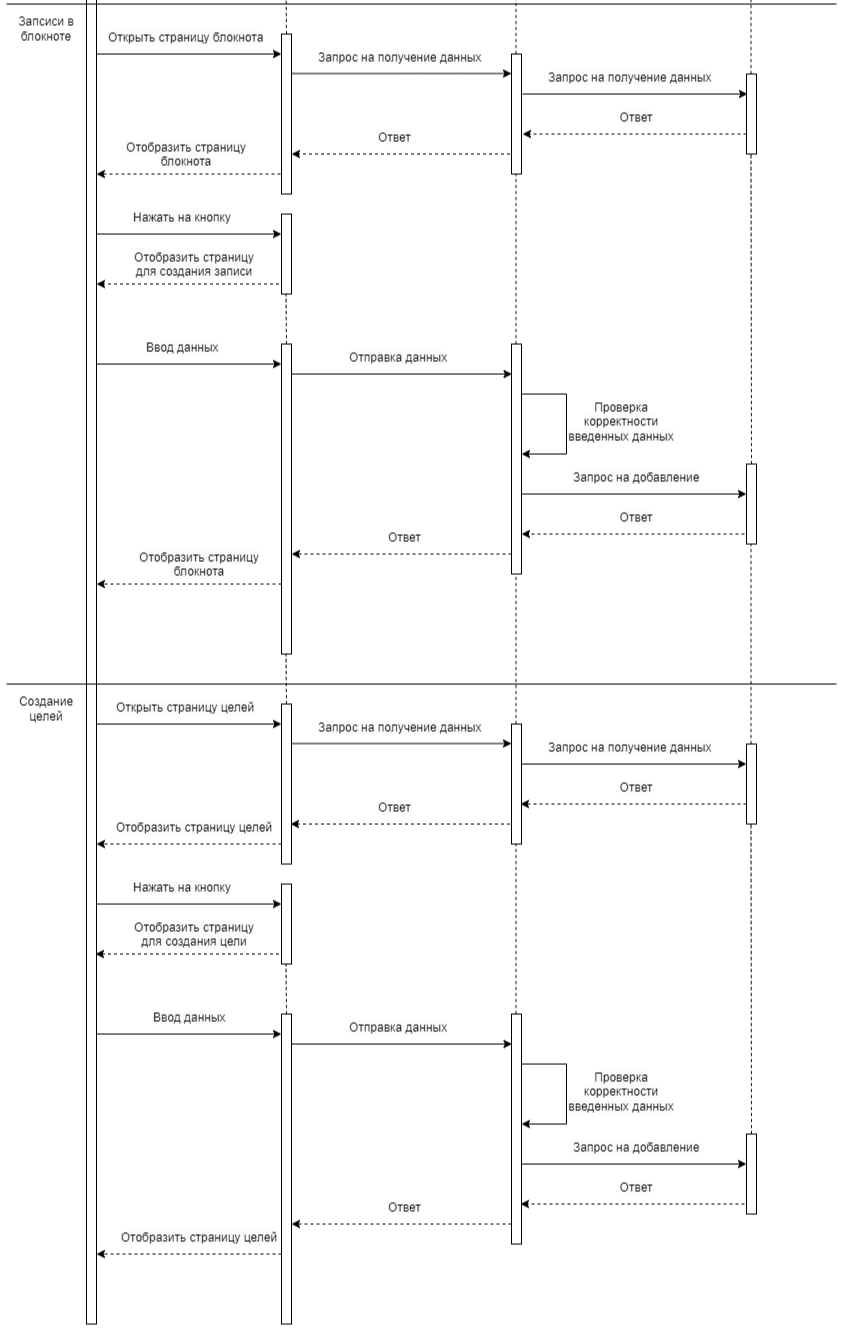 Запсиси в
блокноте
Открыть страницу блокнота
Запрос на получение данных
Запрос на получение данных
Ответ
Ответ
Отобразить страницу
блокнота
Нажать на кнопку
Отобразить страницу
для создания записи
Ввод данных
Отправка данных
Проверка
корректности
введенных данных
Запрос на добавление
Ответ
Ответ
Отобразить страницу
блокнота
Создание
целей
Открыть страницу целей
Запрос на получение данных
Запрос на получение данных
Ответ
Ответ
Отобразить страницу целей
Нажать на кнопку
Отобразить страницу
для создания цели
Ввод данных
Отправка данных
Проверка
корректности
введенных данных
Запрос на добавление
Ответ
Ответ
Отобразить страницу целей